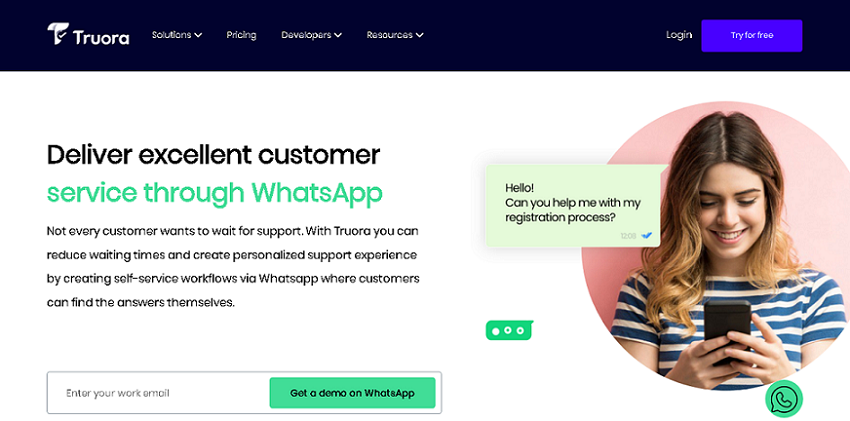 Truora
Solutions
Pricing
Developers
Resources
Login
Try for free
Deliver excellent customer
service through WhatsApp
Not every customer wants to wait for support. With Truora you can
reduce waiting times and create personalized support experience
by creating self-service workflows via Whatsapp where customers
can find the answers themselves.
Enter your work email
Get a demo on WhatsApp
Hello!
Can you help me with my
registration process?
12:03